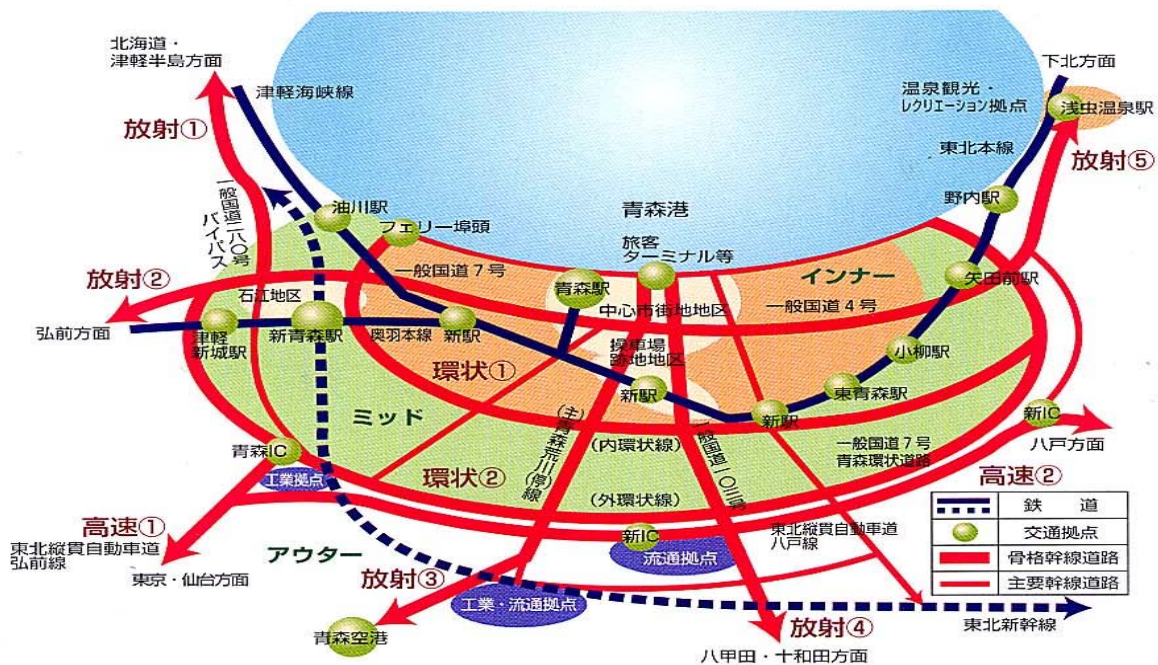 北海道・
津軽半島方面
津軽海峡線
放射①
一般国道二八〇号
バイパス
油川駅
フェリー埠頭
青森港
旅客
ターミナル等
下北方面
温泉観光・
レクリエーション拠点
浅虫温泉駅
東北本線
放射⑤
野内駅
放射②
一般国道7号
青森駅
インナー
矢田前駅
石江地区
中心市街地地区
一般国道4号
弘前方面
津軽
新城駅
新青森駅
奥羽本線
新駅
操車場
跡地地区
小柳駅
環状①
新駅
東青森駅
ミッド
新駅
新IC
(主)青森荒川(停)線
(内環状線)
一般国道一〇三号
一般国道7号
青森環状道路
八戸方面
青森IC
工業拠点
環状②
(外環状線)
高速②
高速①
東北縦貫自動車道
弘前線
東京・仙台方面
アウター
新IC
流通拠点
東北縦貫自動車道
八戸線
放射③
工業・流通拠点
青森空港
放射④
八甲田・十和田方面
東北新幹線
鉄 道
交通拠点
骨格幹線道路
主要幹線道路